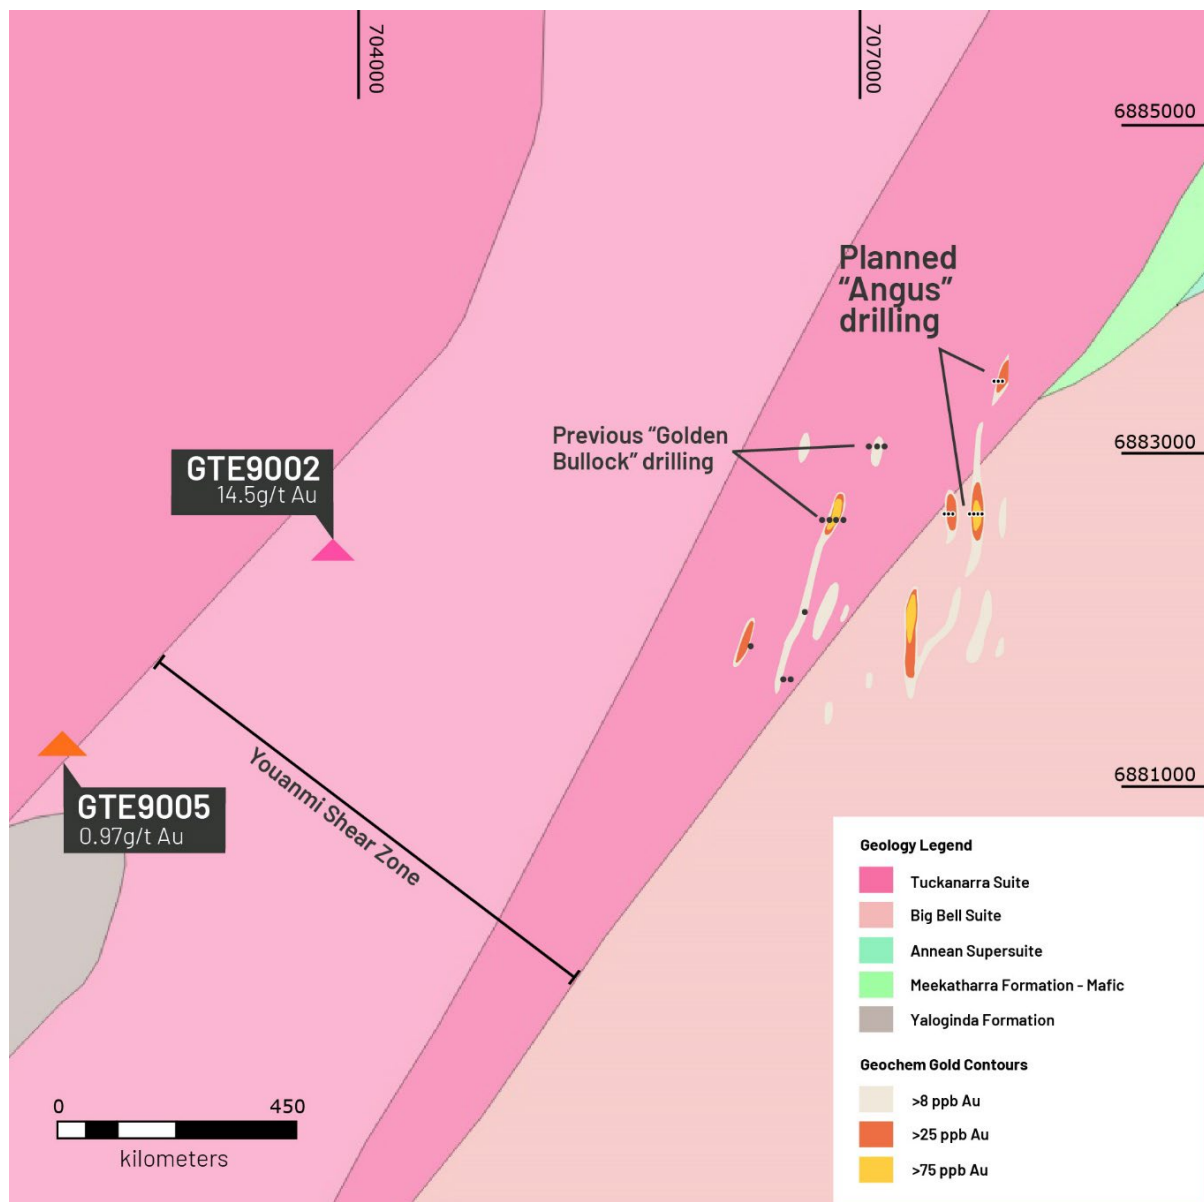 704000
707000
6885000
Planned
“Angus”
drilling
Previous “Golden
Bullock” drilling
6883000
GTE9002
14.5g/t Au
6881000
GTE9005
0.97g/t Au
Youanmi Shear Zone
Geology Legend
Tuckanarra Suite
Big Bell Suite
Annean Supersuite
Meekatharra Formation - Mafic
Yaloginda Formation
Geochem Gold Contours
>8 ppb Au
>25 ppb Au
>75 ppb Au
0 450
kilometers